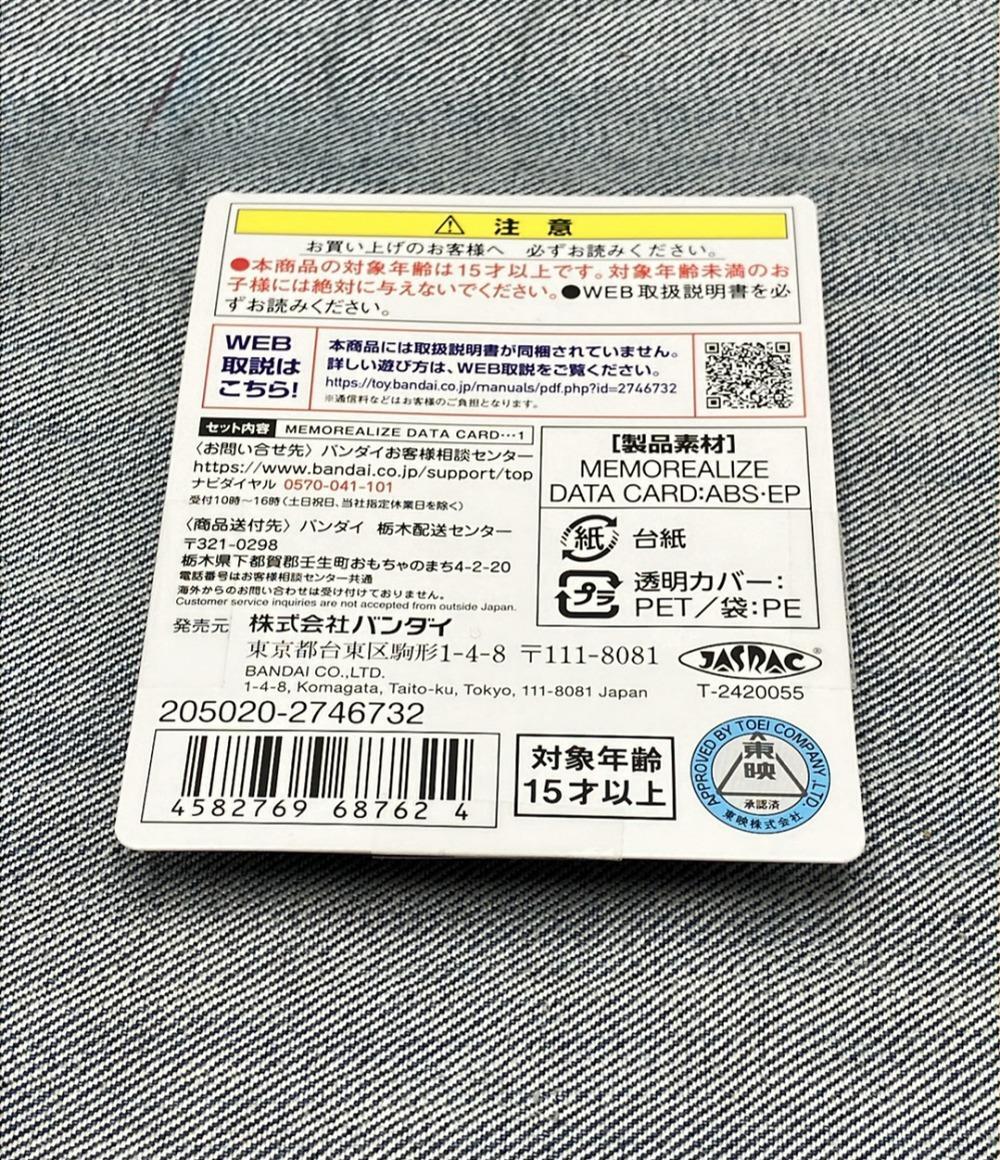 注意
お買い上げのお客様へ 必ずお読みください。
●本商品の対象年齢は15才以上です。対象年齢未満のお
子様には絶対に与えないでください。●WEB取扱説明書を必
ずお読みください。
WEB
取説は
こちら!
本商品には取扱説明書が同梱されていません。
詳しい遊び方は、WEB取説をご覧ください。
https://toy.bandai.co.jp/manuals/pdf.php?id=2746732
※通信料などはお客様のご負担となります。
セット内容 MEMOREALIZE DATA CARD…1
〈お問い合せ先〉バンダイお客様相談センター
https://www.bandai.co.jp/support/top
ナビダイヤル 0570-041-101
受付10時～16時(土日祝日、当社指定休業日を除く)
〈商品送付先〉バンダイ 栃木配送センター
〒321-0298
栃木県下都賀郡壬生町おもちゃのまち4-2-20
電話番号はお客様相談センター共通
海外からのお問い合わせは受け付けておりません。
Customer service inquiries are not accepted from outside Japan.
[製品素材]
MEMOREALIZE
DATA CARD:ABS・EP
紙 台紙
プラ 透明カバー:
PET/袋:PE
発売元 株式会社バンダイ
東京都台東区駒形1-4-8 〒111-8081
BANDAI CO.,LTD.
1-4-8, Komagata, Taito-ku, Tokyo, 111-8081 Japan
JASRAC®
T-2420055
205020-2746732
4582769 68762 4
対象年齢
15才以上
APPROVED BY TOEI COMPANY, LTD.
東映
承認済
東映株式会社